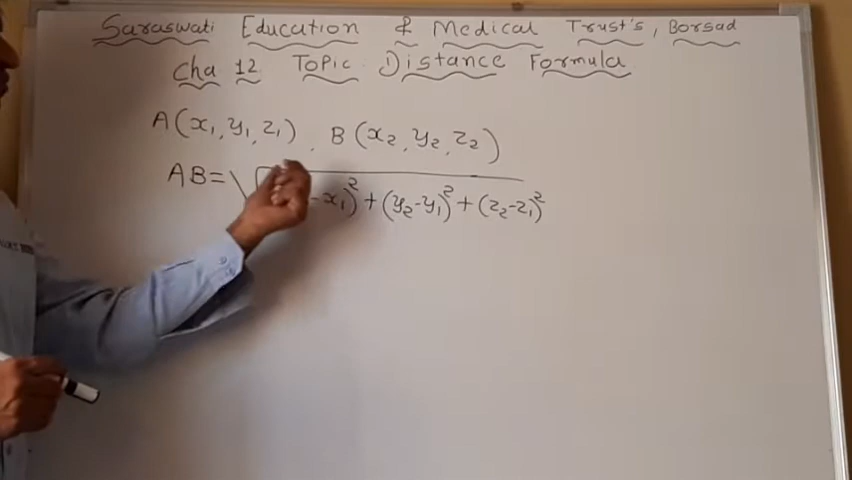 Saraswati Education & Medical Trust's, Borsad
Cha 12 Topic Distance Formula
A(x₁, y₁, z₁), B(x₂, y₂, z₂)
AB=√( -x₁)²+(y₂-y₁)²+(z₂-z₁)²